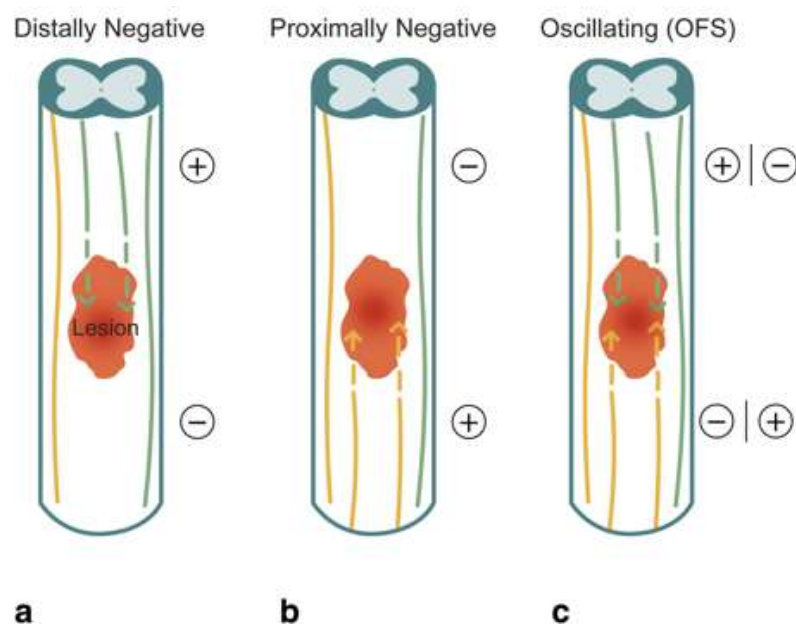 Distally Negative
Proximally Negative
Oscillating (OFS)
+
−
+ | −
Lesion
−
+
− | +
a
b
c